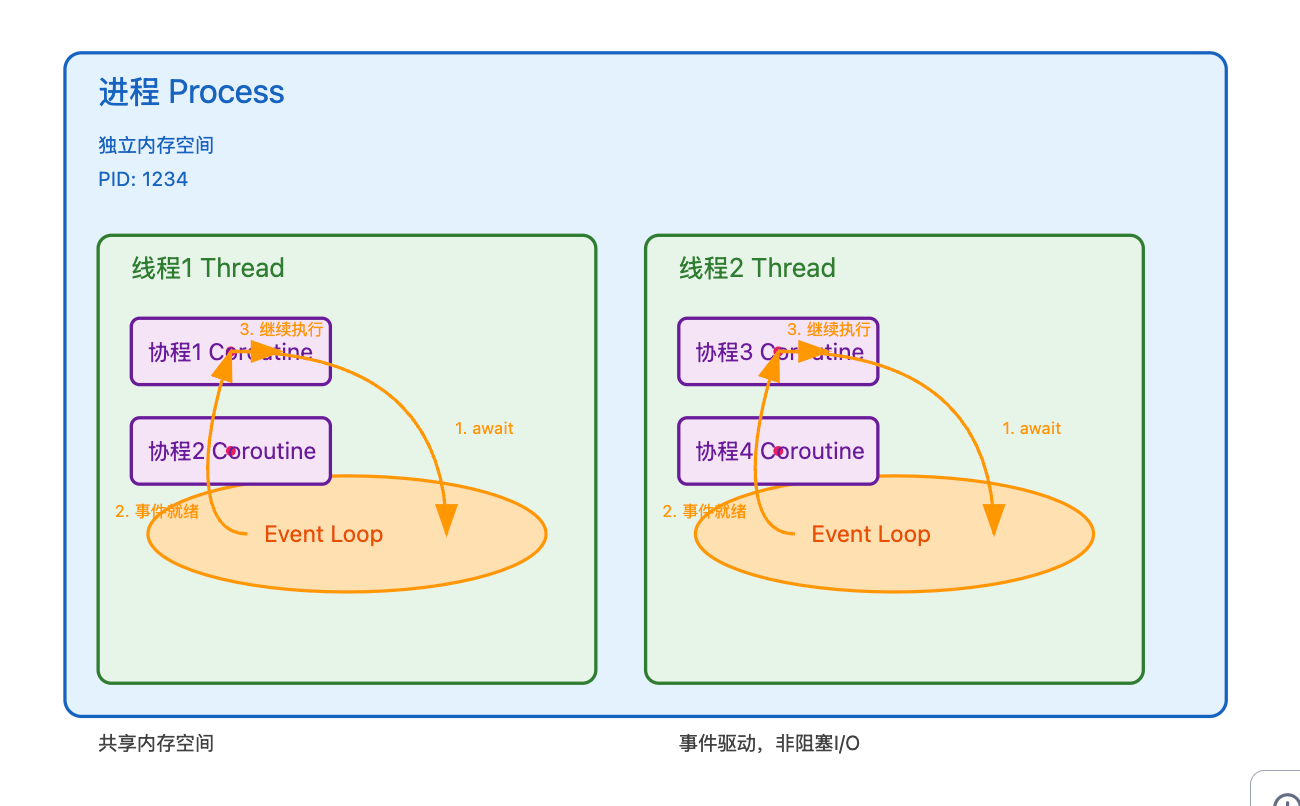 进程 Process
独立内存空间
PID: 1234
线程1 Thread
3. 继续执行
协程1 Coroutine
1. await
协程2 Coroutine
2. 事件就绪
Event Loop
线程2 Thread
3. 继续执行
协程3 Coroutine
1. await
协程4 Coroutine
2. 事件就绪
Event Loop
共享内存空间
事件驱动，非阻塞I/O